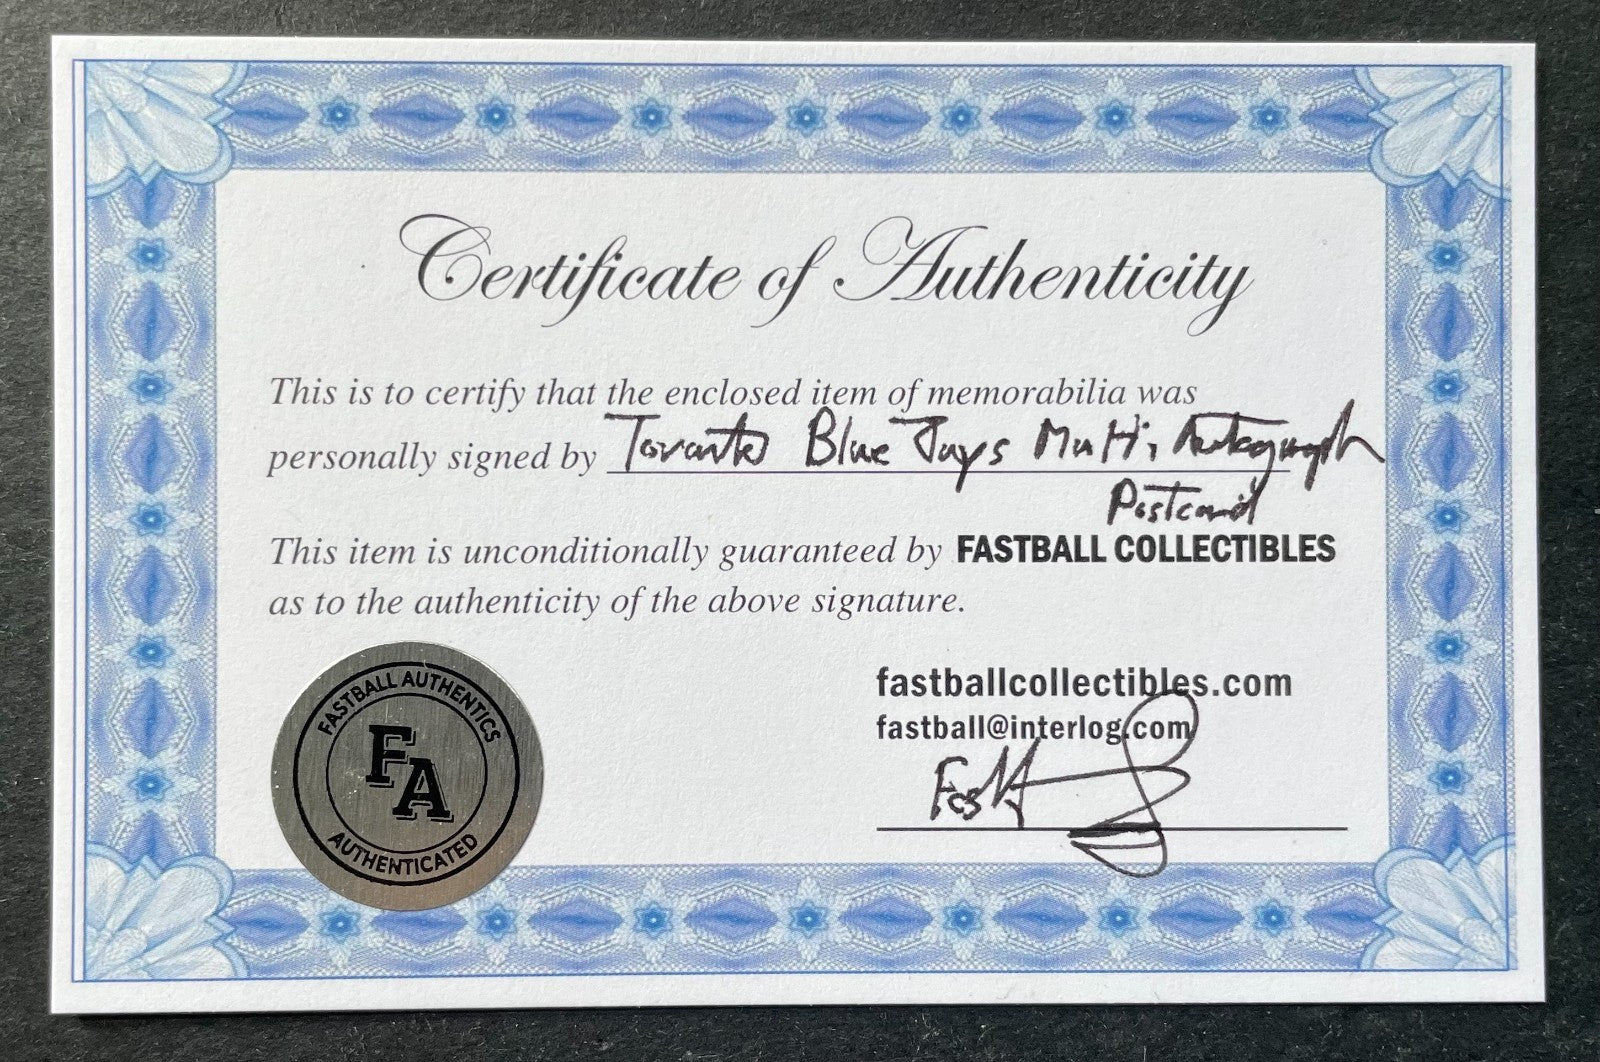 Certificate of Authenticity
This is to certify that the enclosed item of memorabilia was
personally signed by Toronto Blue Jays Multi Autograph
Postcard
This item is unconditionally guaranteed by FASTBALL COLLECTIBLES
as to the authenticity of the above signature.
fastballcollectibles.com
fastball@interlog.com
FASTBALL AUTHENTICS
FA
AUTHENTICATED